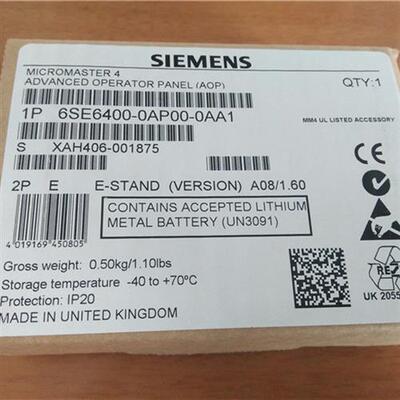 SIEMENS
MICROMASTER 4
ADVANCED OPERATOR PANEL (AOP)
QTY:1
1P 6SE6400-0AP00-0AA1
MM4 UL LISTED ACCESSORY
S XAH406-001875
CE
2P E E-STAND (VERSION) A08/1.60
CONTAINS ACCEPTED LITHIUM
METAL BATTERY (UN3091)
4 019169 450805
Gross weight: 0.50kg/1.10lbs
Storage temperature -40 to +70°C
Protection: IP20
MADE IN UNITED KINGDOM
UK 2055